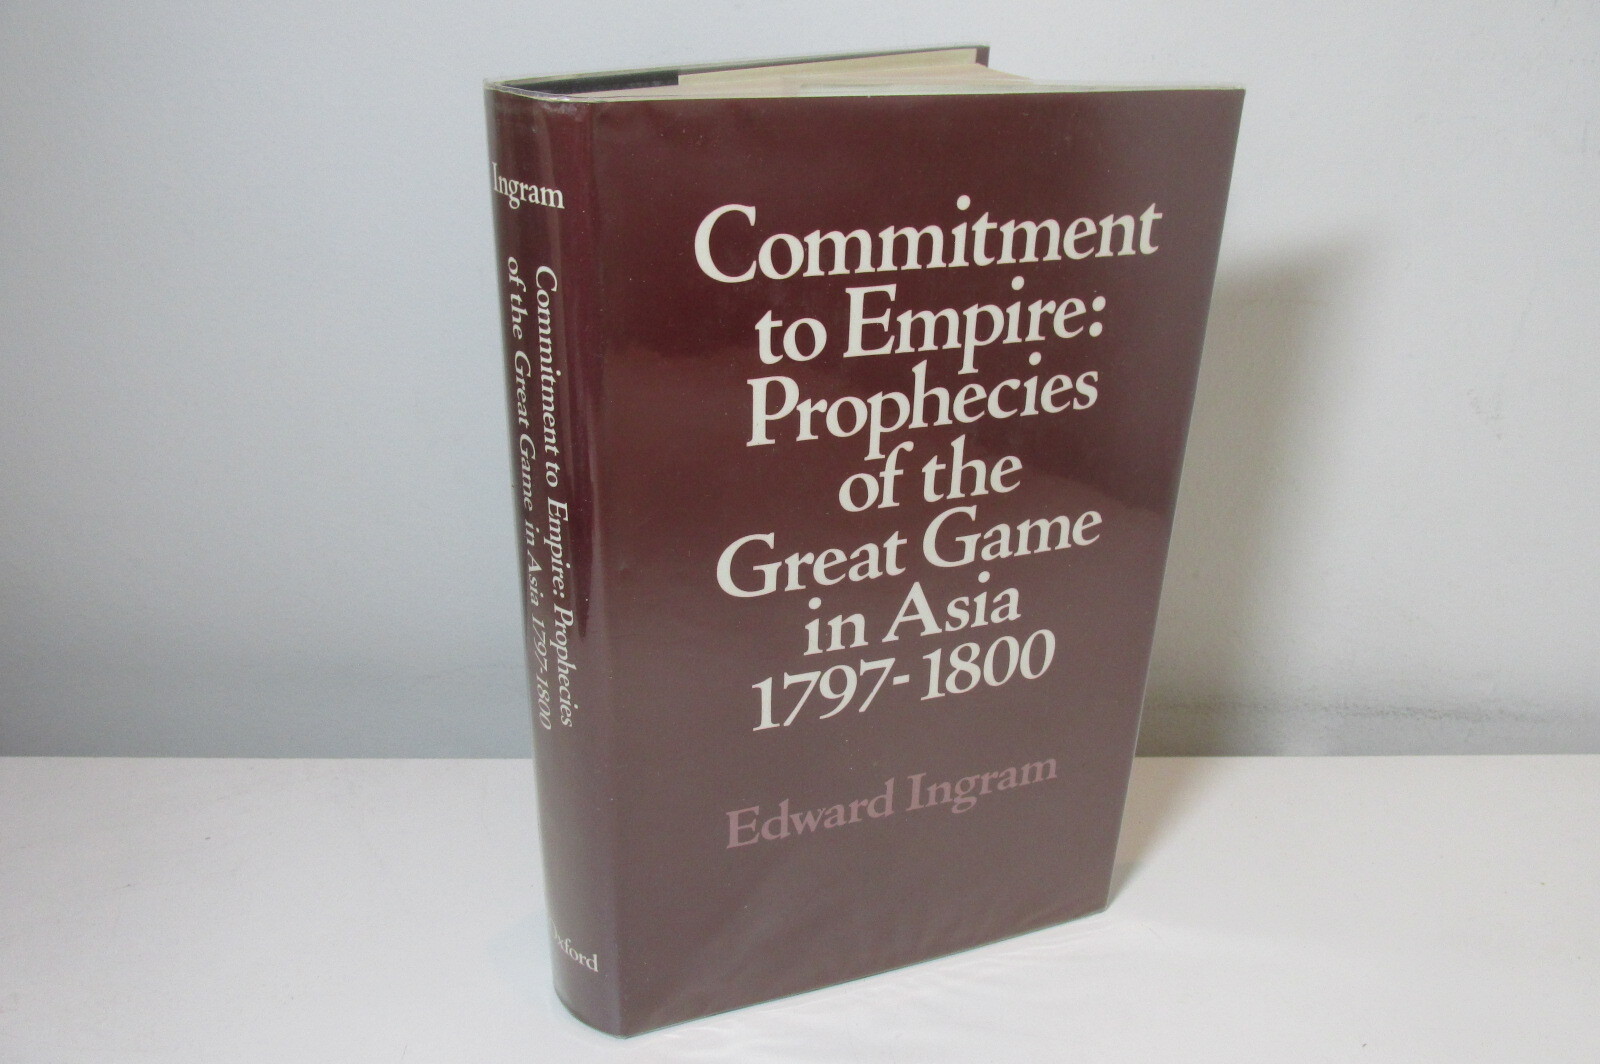 Ingram
Commitment to Empire: Prophecies
of the Great Game in Asia 1797-1800
Oxford
Commitment
to Empire:
Prophecies
of the
Great Game
in Asia
1797-1800
Edward Ingram